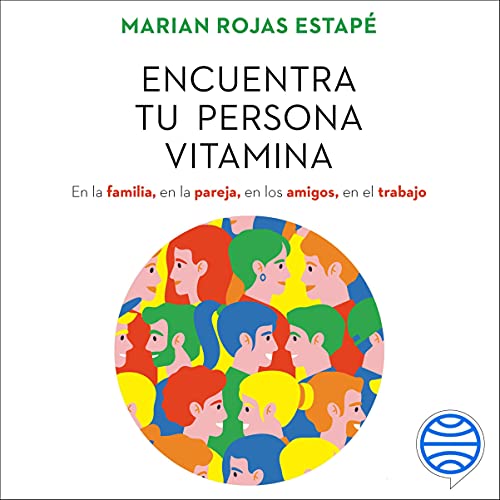 MARIAN ROJAS ESTAPÉ
ENCUENTRA
TU PERSONA
VITAMINA
En la familia, en la pareja, en los amigos, en el trabajo